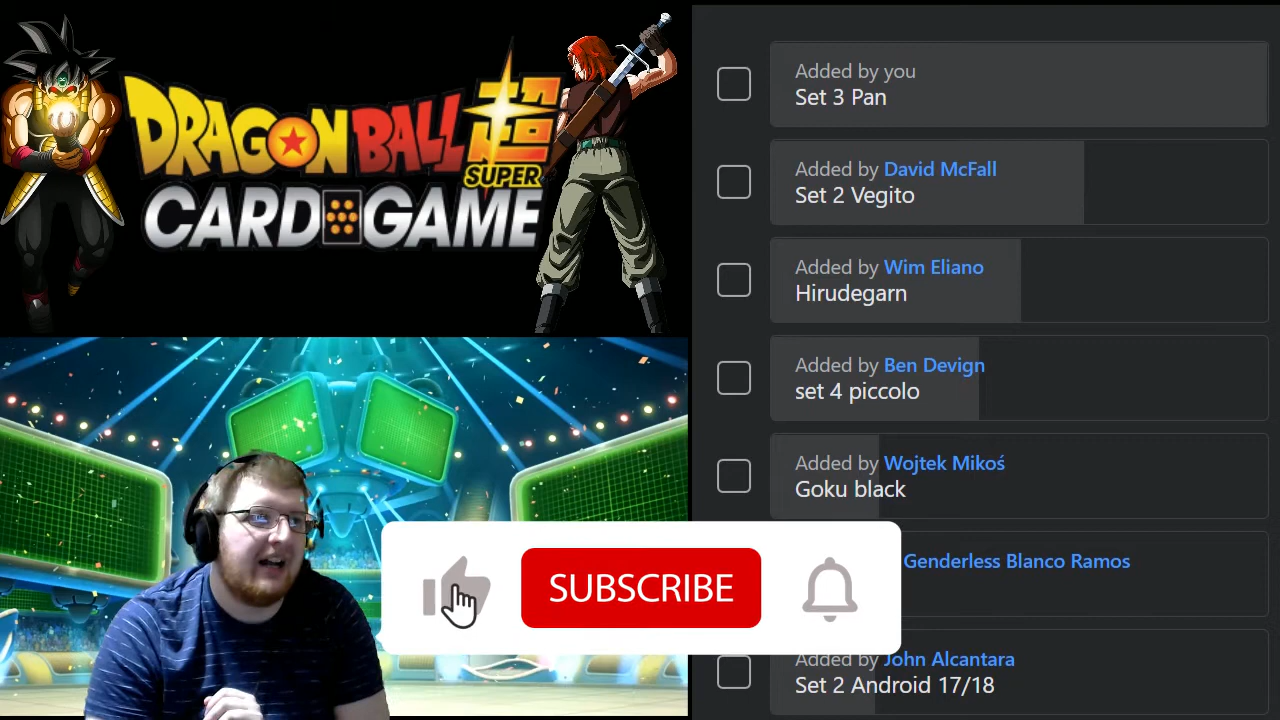 DRAGON BALL
超
SUPER
CARD GAME
Added by you
Set 3 Pan
Added by David McFall
Set 2 Vegito
Added by Wim Eliano
Hirudegarn
Added by Ben Devign
set 4 piccolo
Added by Wojtek Mikoś
Goku black
Genderless Blanco Ramos
SUBSCRIBE
Added by John Alcantara
Set 2 Android 17/18